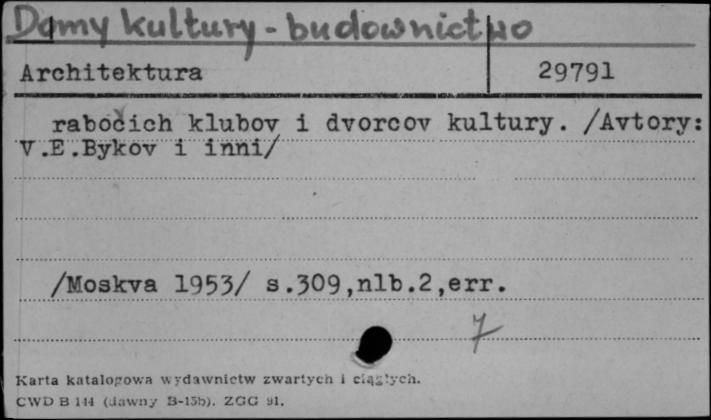 Domy kultury - budownictwo
Architektura 29791
rabočich klubov i dvorcov kultury. /Avtory:
V.E.Bykov i inni/
/Moskva 1953/ s.309,nlb.2,err.
7
Karta katalogowa wydawnictw zwartych i ciągłych.
CWD B 144 (dawny B-15b). ZGG 91.